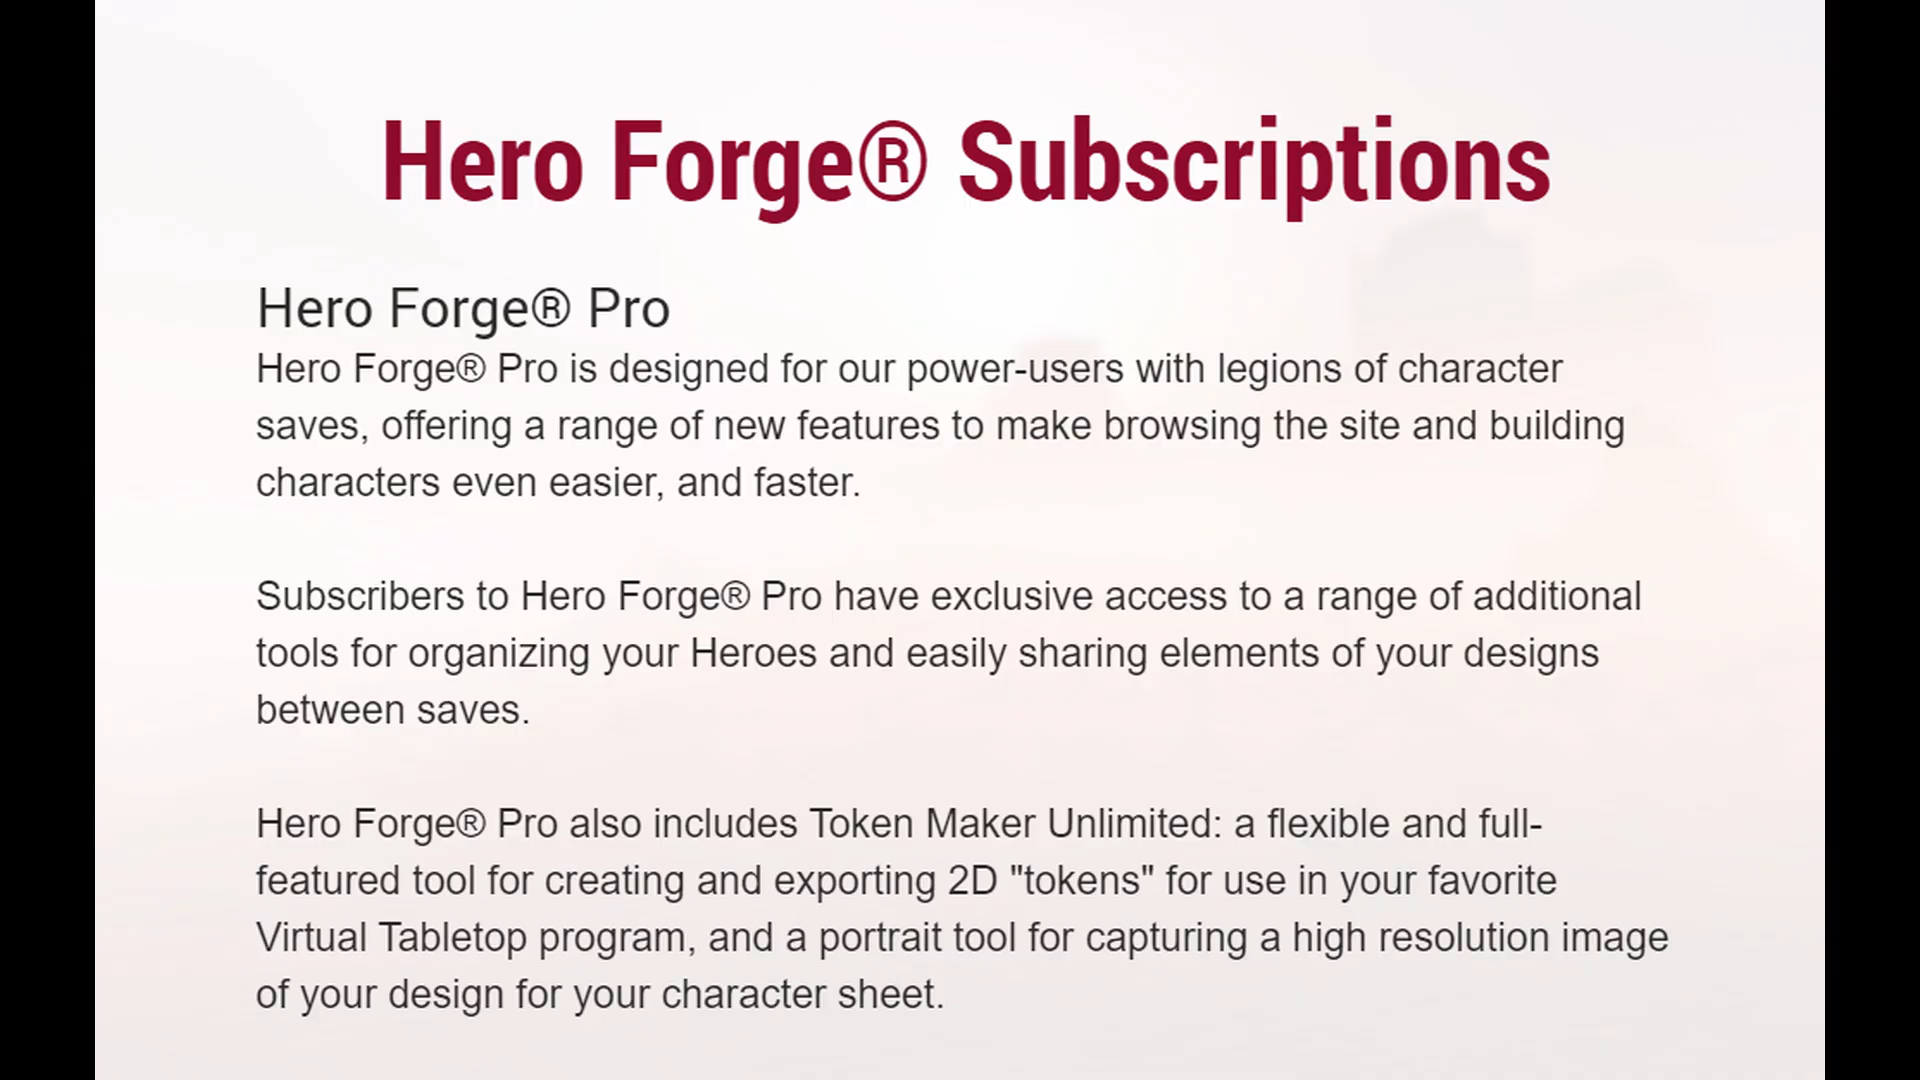 Hero Forge® Subscriptions
Hero Forge® Pro
Hero Forge® Pro is designed for our power-users with legions of character
saves, offering a range of new features to make browsing the site and building
characters even easier, and faster.
Subscribers to Hero Forge® Pro have exclusive access to a range of additional
tools for organizing your Heroes and easily sharing elements of your designs
between saves.
Hero Forge® Pro also includes Token Maker Unlimited: a flexible and full-
featured tool for creating and exporting 2D "tokens" for use in your favorite
Virtual Tabletop program, and a portrait tool for capturing a high resolution image
of your design for your character sheet.